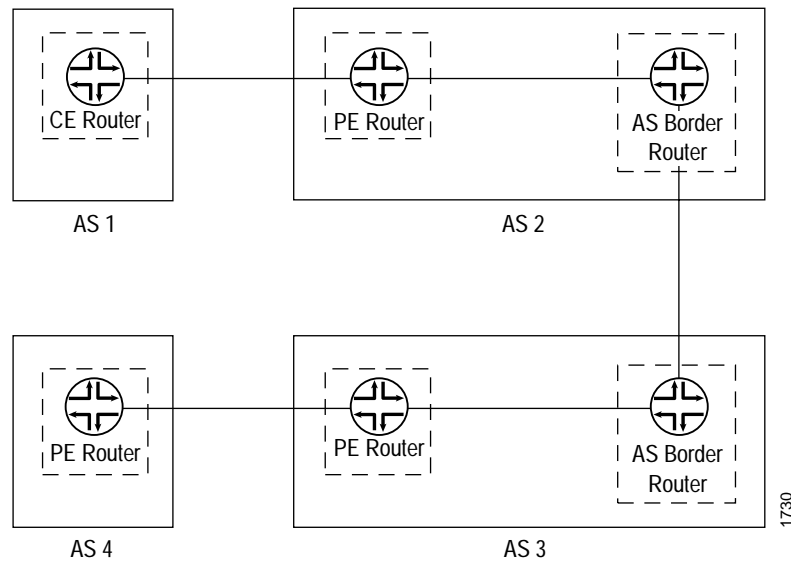 CE Router
PE Router
AS Border
Router
AS 1
AS 2
PE Router
PE Router
AS Border
Router
AS 4
AS 3
1730